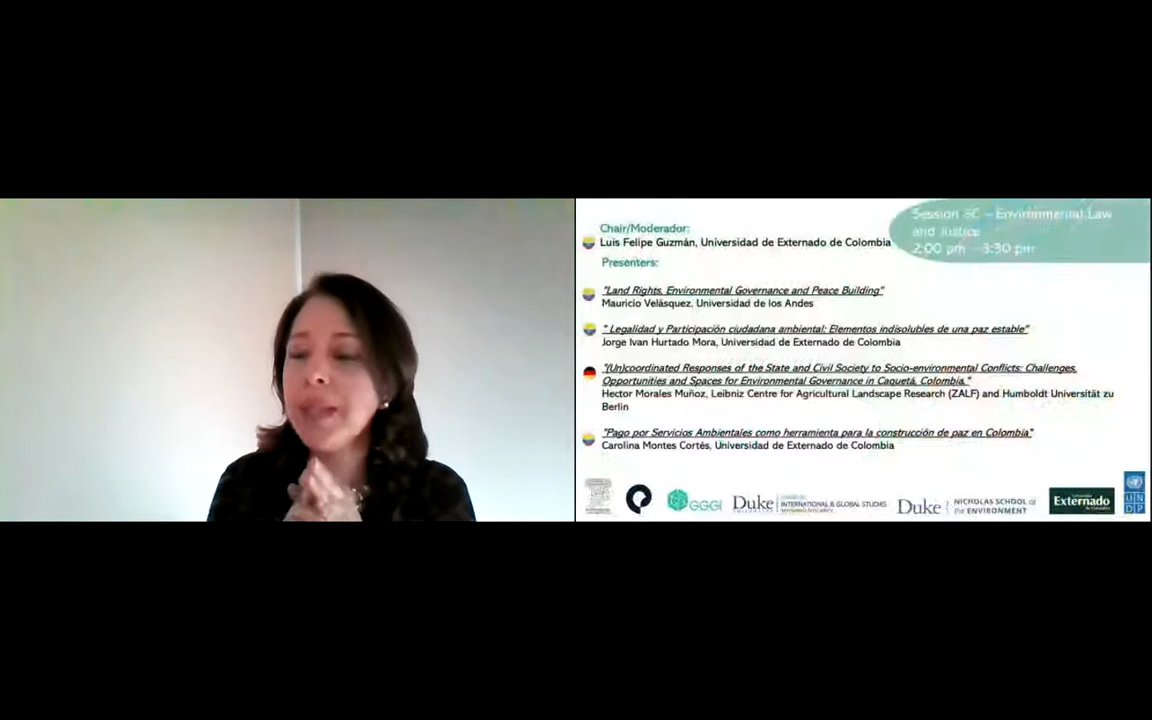 Session 3C – Environmental Law
and Justice
2:00 pm – 3:30 pm
Chair/Moderador:
Luis Felipe Guzmán, Universidad de Externado de Colombia
Presenters:
"Land Rights, Environmental Governance and Peace Building"
Mauricio Velásquez, Universidad de los Andes
" Legalidad y Participación ciudadana ambiental: Elementos indisolubles de una paz estable"
Jorge Ivan Hurtado Mora, Universidad de Externado de Colombia
"(Un)coordinated Responses of the State and Civil Society to Socio-environmental Conflicts: Challenges,
Opportunities and Spaces for Environmental Governance in Caquetá, Colombia."
Hector Morales Muñoz, Leibniz Centre for Agricultural Landscape Research (ZALF) and Humboldt Universität zu
Berlin
"Pago por Servicios Ambientales como herramienta para la construcción de paz en Colombia"
Carolina Montes Cortés, Universidad de Externado de Colombia
GGGI
Duke
INTERNATIONAL & GLOBAL STUDIES
Duke
NICHOLAS SCHOOL of
the ENVIRONMENT
Externado
UNDP